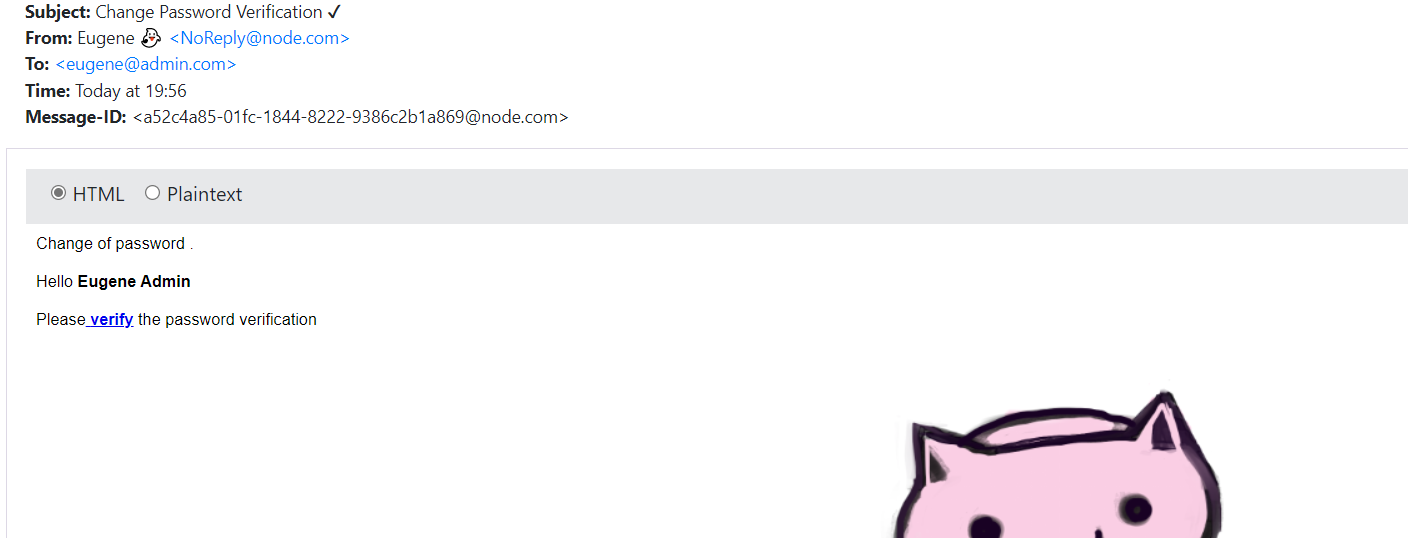 Subject: Change Password Verification ✓
From: Eugene 👻 <NoReply@node.com>
To: <eugene@admin.com>
Time: Today at 19:56
Message-ID: <a52c4a85-01fc-1844-8222-9386c2b1a869@node.com>
HTML Plaintext
Change of password .
Hello Eugene Admin
Please verify the password verification